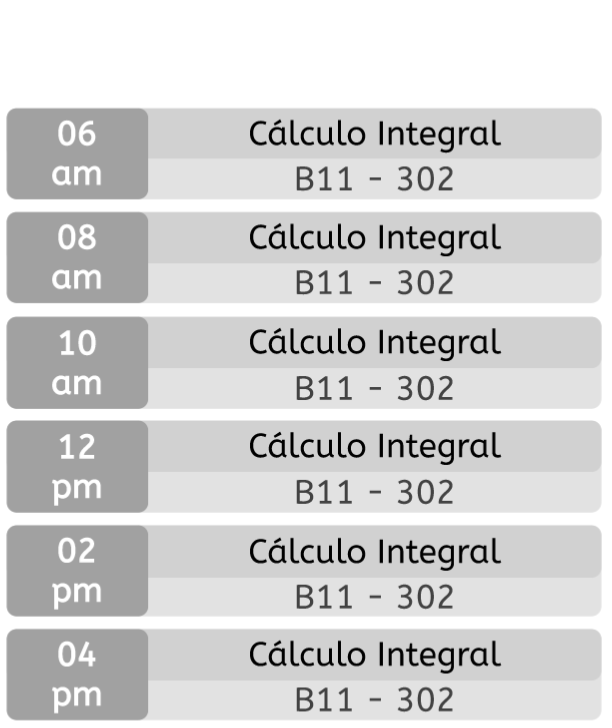 06 am
Cálculo Integral
B11 - 302
08 am
Cálculo Integral
B11 - 302
10 am
Cálculo Integral
B11 - 302
12 pm
Cálculo Integral
B11 - 302
02 pm
Cálculo Integral
B11 - 302
04 pm
Cálculo Integral
B11 - 302